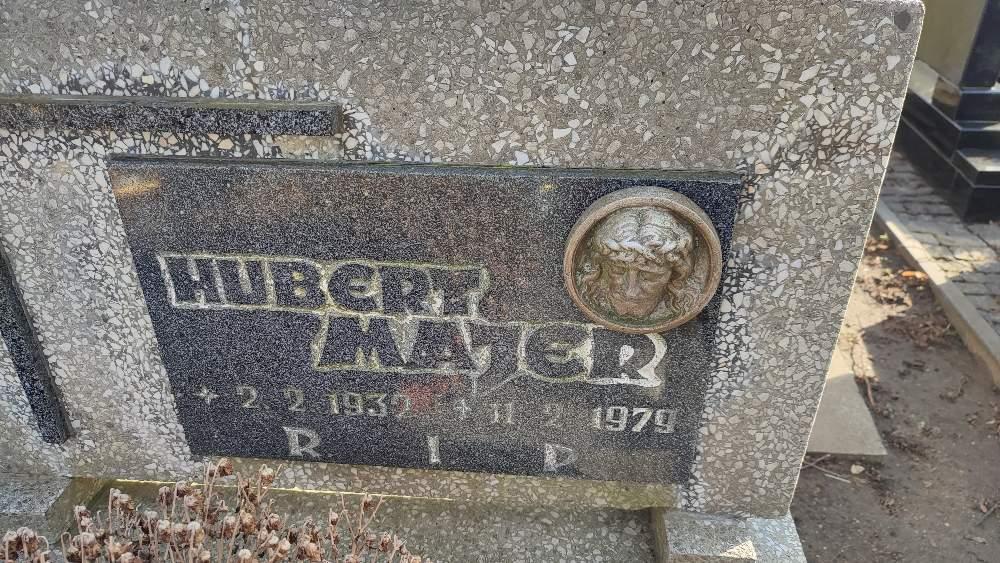 HUBERT
MAJER
* 2. 2. 1932 + 11. 2. 1979
R I P